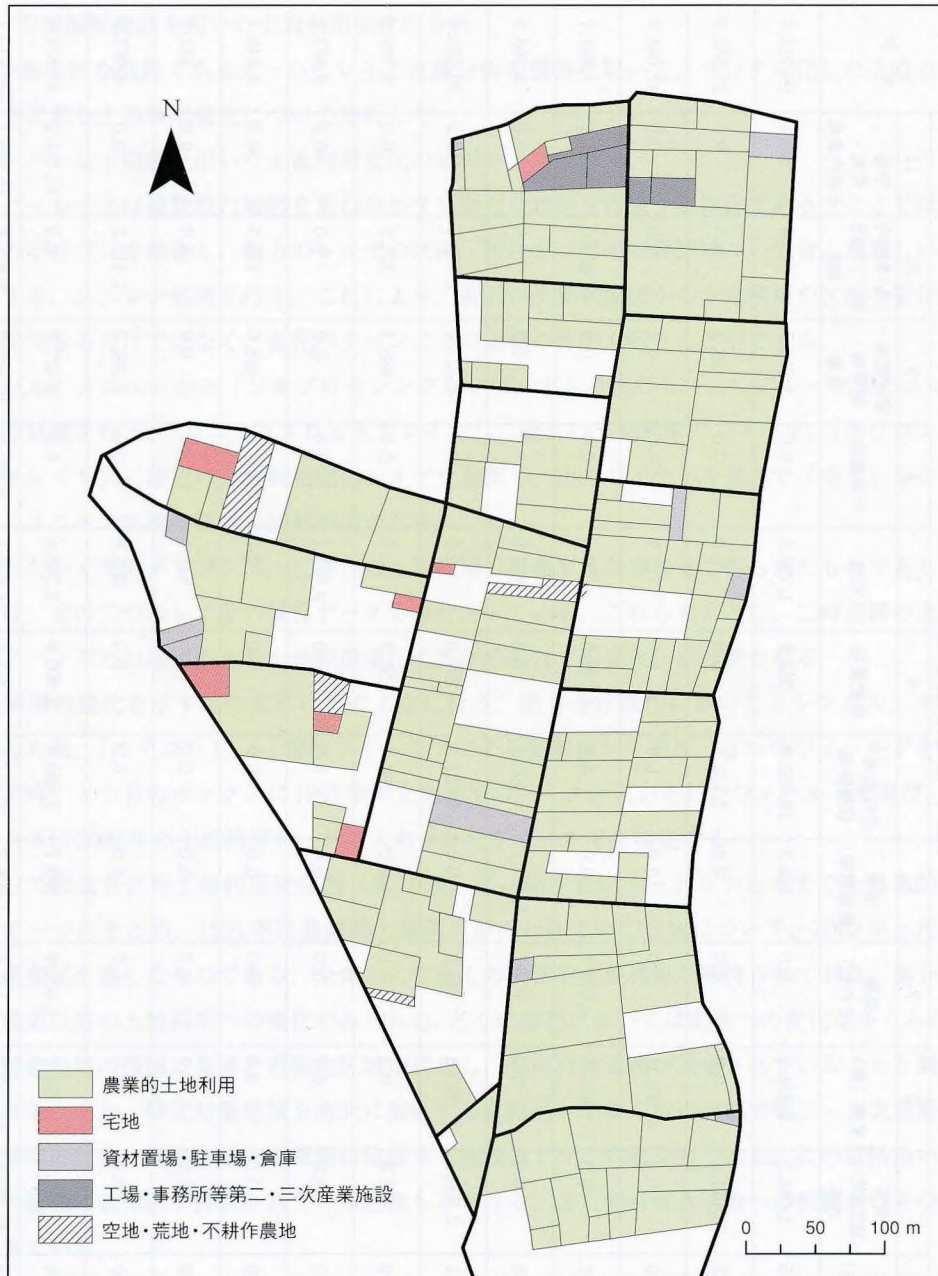 N
農業的土地利用
宅地
資材置場・駐車場・倉庫
工場・事務所等第二・三次産業施設
空地・荒地・不耕作農地
0 50 100 m